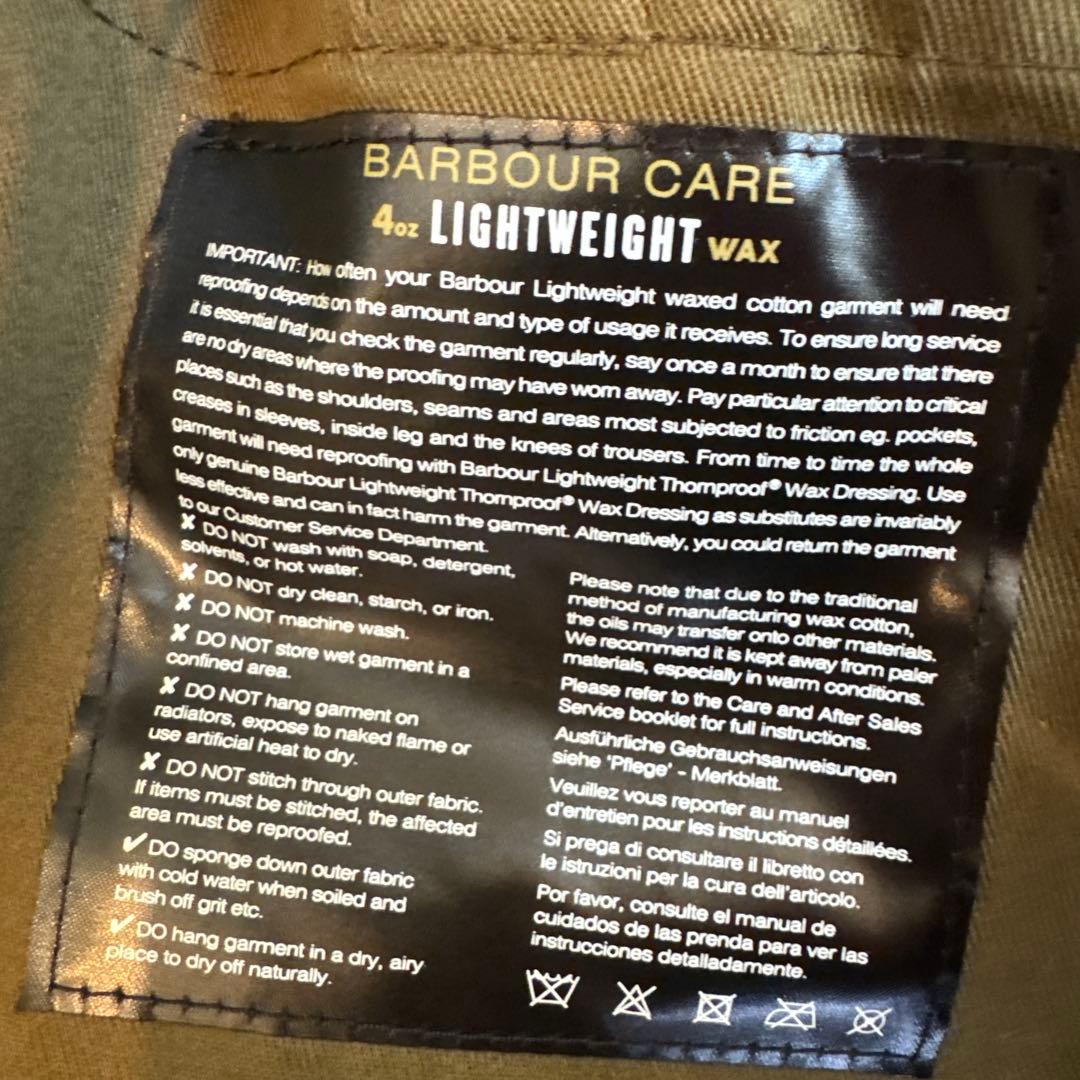 BARBOUR CARE
4oz LIGHTWEIGHT WAX
IMPORTANT: How often your Barbour Lightweight waxed cotton garment will need
reproofing depends on the amount and type of usage it receives. To ensure long service
it is essential that you check the garment regularly, say once a month to ensure that there
are no dry areas where the proofing may have worn away. Pay particular attention to critical
places such as the shoulders, seams and areas most subjected to friction eg. pockets,
creases in sleeves, inside leg and the knees of trousers. From time to time the whole
garment will need reproofing with Barbour Lightweight Thornproof® Wax Dressing. Use
only genuine Barbour Lightweight Thornproof® Wax Dressing as substitutes are invariably
less effective and can in fact harm the garment. Alternatively, you could return the garment
to our Customer Service Department.
✗ DO NOT wash with soap, detergent,
solvents, or hot water.
✗ DO NOT dry clean, starch, or iron.
✗ DO NOT machine wash.
✗ DO NOT store wet garment in a
confined area.
✗ DO NOT hang garment on
radiators, expose to naked flame or
use artificial heat to dry.
✗ DO NOT stitch through outer fabric.
If items must be stitched, the affected
area must be reproofed.
✓ DO sponge down outer fabric
with cold water when soiled and
brush off grit etc.
✓ DO hang garment in a dry, airy
place to dry off naturally.
Please note that due to the traditional
method of manufacturing wax cotton,
the oils may transfer onto other materials.
We recommend it is kept away from paler
materials, especially in warm conditions.
Please refer to the Care and After Sales
Service booklet for full instructions.
Ausführliche Gebrauchsanweisungen
siehe 'Pflege' - Merkblatt.
Veuillez vous reporter au manuel
d'entretien pour les instructions détaillées.
Si prega di consultare il libretto con
le istruzioni per la cura dell'articolo.
Por favor, consulte el manual de
cuidados de las prenda para ver las
instrucciones detalladamente.